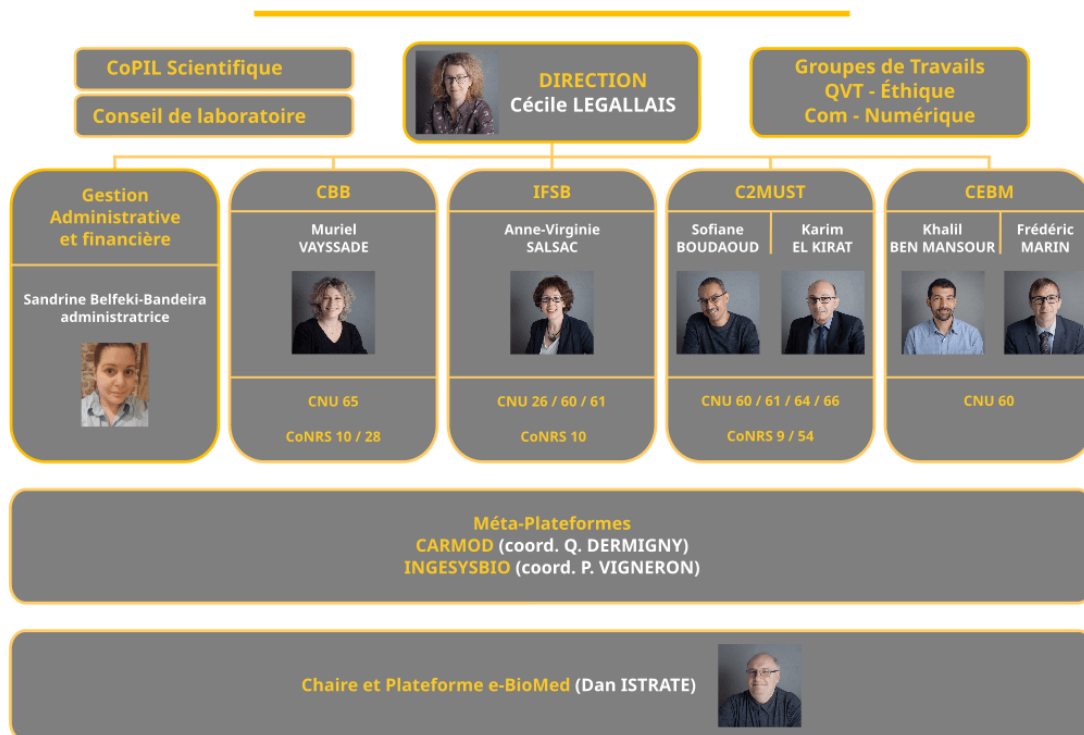 CoPIL Scientifique
Conseil de laboratoire
DIRECTION
Cécile LEGALLAIS
Groupes de Travails
QVT - Éthique
Com - Numérique
Gestion
Administrative
et financière
Sandrine Belfeki-Bandeira
administratrice
CBB
Muriel
VAYSSADE
CNU 65
CoNRS 10 / 28
IFSB
Anne-Virginie
SALSAC
CNU 26 / 60 / 61
CoNRS 10
C2MUST
Sofiane
BOUDAOUD
Karim
EL KIRAT
CNU 60 / 61 / 64 / 66
CoNRS 9 / 54
CEBM
Khalil
BEN MANSOUR
Frédéric
MARIN
CNU 60
Méta-Plateformes
CARMOD (coord. Q. DERMIGNY)
INGESYSBIO (coord. P. VIGNERON)
Chaire et Plateforme e-BioMed (Dan ISTRATE)